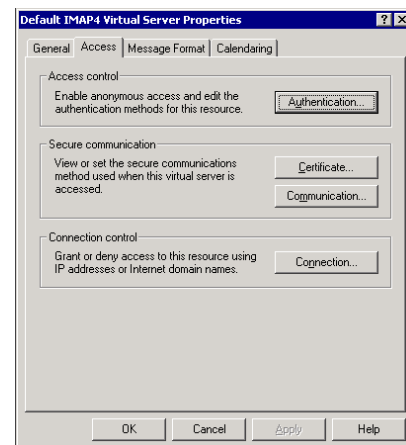 Default IMAP4 Virtual Server Properties
General Access Message Format Calendaring
Access control
Enable anonymous access and edit the
authentication methods for this resource.
Authentication...
Secure communication
View or set the secure communications
method used when this virtual server is
accessed.
Certificate...
Communication...
Connection control
Grant or deny access to this resource using
IP addresses or Internet domain names.
Connection...
OK Cancel Apply Help